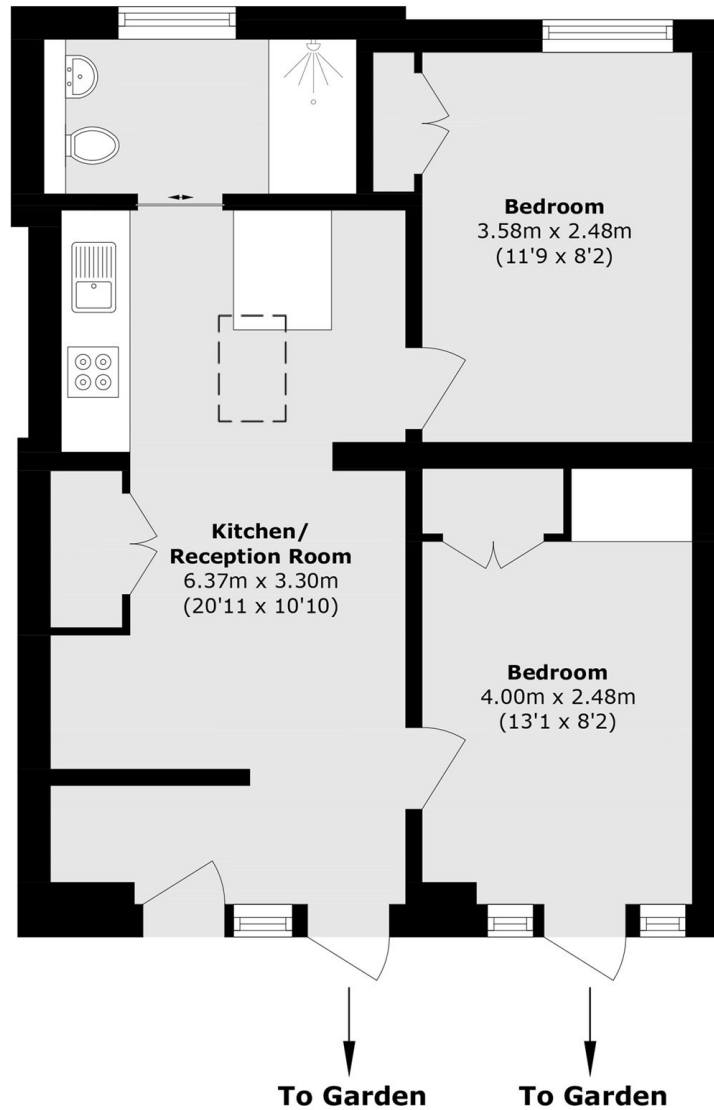 Bedroom
3.58m x 2.48m
(11'9 x 8'2)
Kitchen/
Reception Room
6.37m x 3.30m
(20'11 x 10'10)
Bedroom
4.00m x 2.48m
(13'1 x 8'2)
To Garden
To Garden